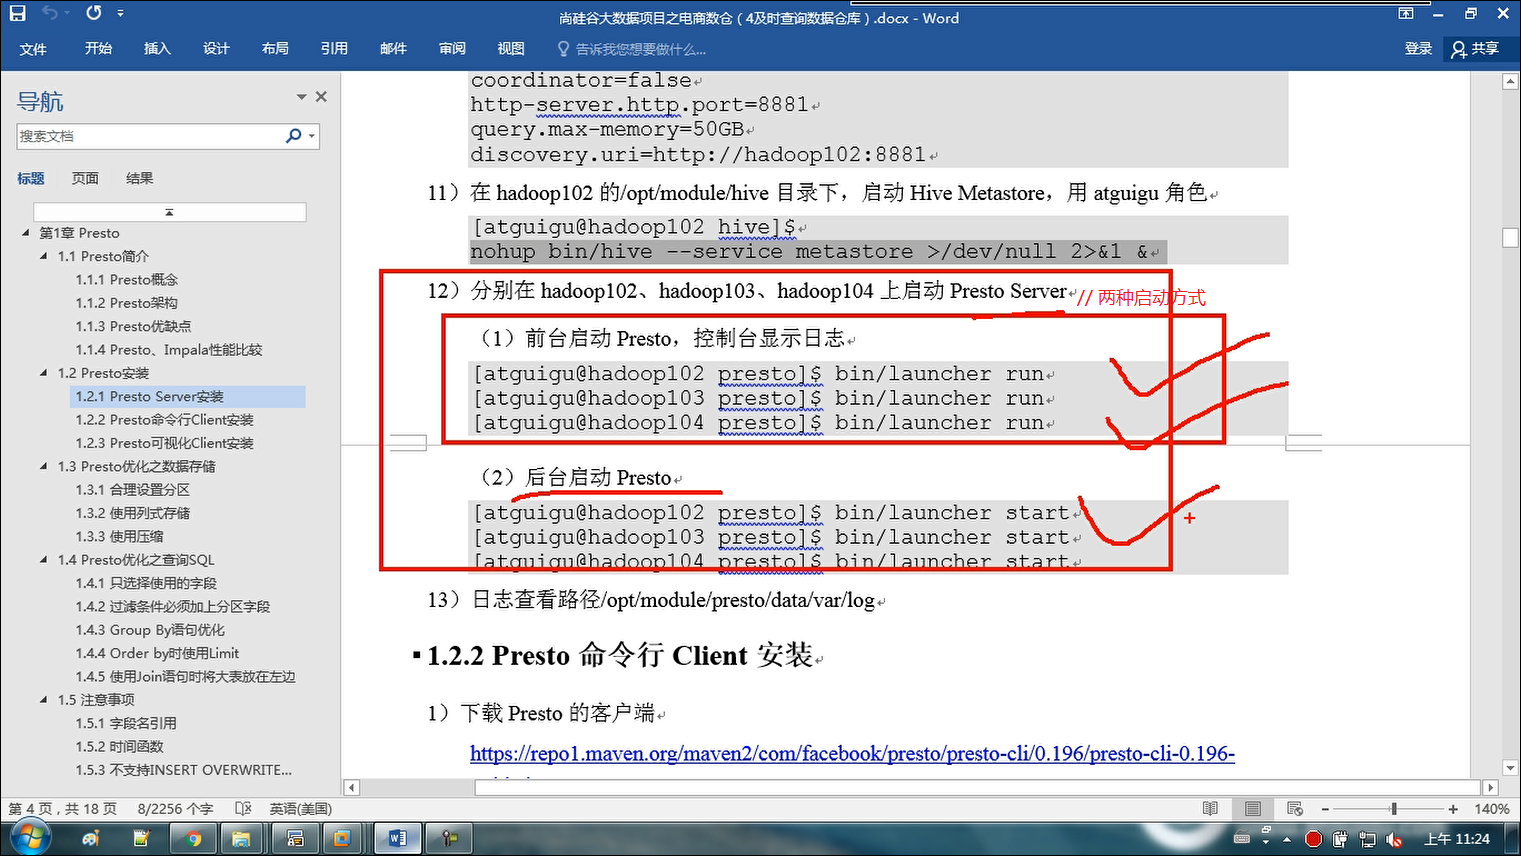 尚硅谷大数据项目之电商数仓（4及时查询数据仓库）.docx - Word
文件 开始 插入 设计 布局 引用 邮件 审阅 视图 告诉我您想要做什么... 登录 共享
导航
搜索文档
标题 页面 结果
第1章 Presto
1.1 Presto简介
1.1.1 Presto概念
1.1.2 Presto架构
1.1.3 Presto优缺点
1.1.4 Presto、Impala性能比较
1.2 Presto安装
1.2.1 Presto Server安装
1.2.2 Presto命令行Client安装
1.2.3 Presto可视化Client安装
1.3 Presto优化之数据存储
1.3.1 合理设置分区
1.3.2 使用列式存储
1.3.3 使用压缩
1.4 Presto优化之查询SQL
1.4.1 只选择使用的字段
1.4.2 过滤条件必须加上分区字段
1.4.3 Group By语句优化
1.4.4 Order by时使用Limit
1.4.5 使用Join语句时将大表放在左边
1.5 注意事项
1.5.1 字段名引用
1.5.2 时间函数
1.5.3 不支持INSERT OVERWRITE...
coordinator=false
http-server.http.port=8881
query.max-memory=50GB
discovery.uri=http://hadoop102:8881
11）在 hadoop102 的/opt/module/hive 目录下，启动 Hive Metastore，用 atguigu 角色
[atguigu@hadoop102 hive]$
nohup bin/hive --service metastore >/dev/null 2>&1 &
12）分别在 hadoop102、hadoop103、hadoop104 上启动 Presto Server
// 两种启动方式
（1）前台启动 Presto，控制台显示日志
[atguigu@hadoop102 presto]$ bin/launcher run
[atguigu@hadoop103 presto]$ bin/launcher run
[atguigu@hadoop104 presto]$ bin/launcher run
（2）后台启动 Presto
[atguigu@hadoop102 presto]$ bin/launcher start
[atguigu@hadoop103 presto]$ bin/launcher start
[atguigu@hadoop104 presto]$ bin/launcher start
13）日志查看路径/opt/module/presto/data/var/log
1.2.2 Presto 命令行 Client 安装
1）下载 Presto 的客户端
https://repo1.maven.org/maven2/com/facebook/presto/presto-cli/0.196/presto-cli-0.196-
第 4 页，共 18 页 8/2256 个字 英语(美国) 140%
上午 11:24